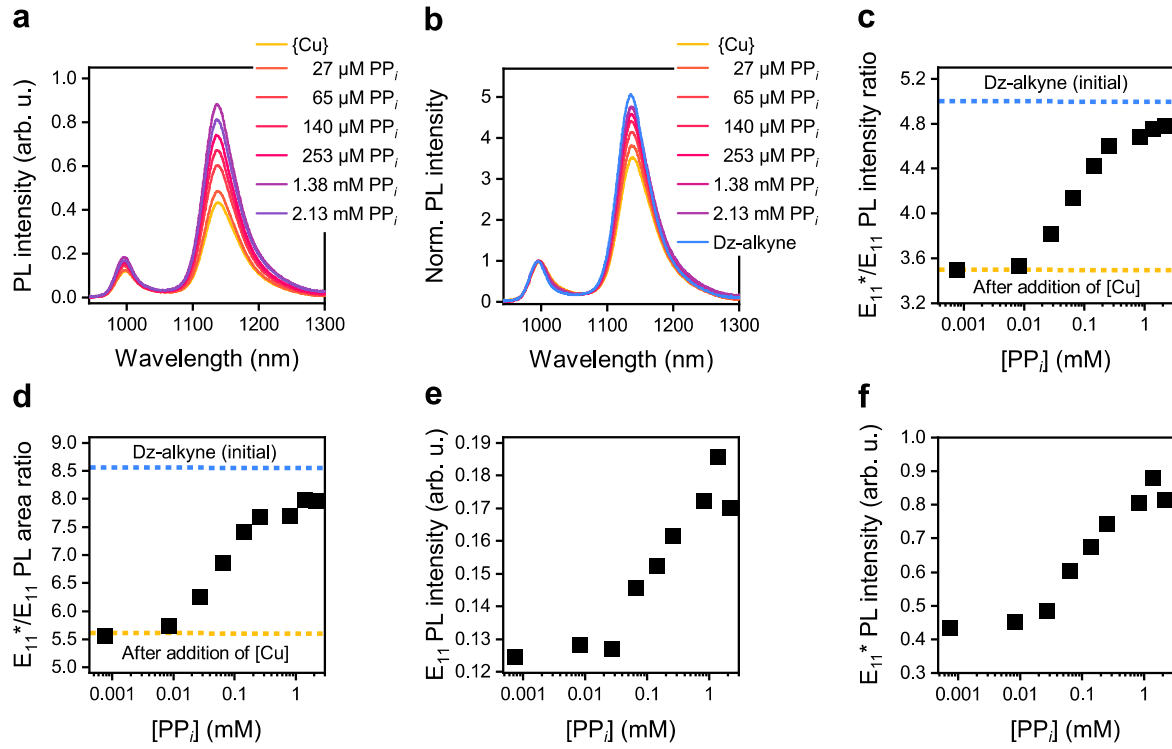 a
PL intensity (arb. u.)
1.0
0.8
0.6
0.4
0.2
0.0
1000 1100 1200 1300
Wavelength (nm)
{Cu}
27 µM PPi
65 µM PPi
140 µM PPi
253 µM PPi
1.38 mM PPi
2.13 mM PPi
b
Norm. PL intensity
5
4
3
2
1
0
1000 1100 1200 1300
Wavelength (nm)
{Cu}
27 µM PPi
65 µM PPi
140 µM PPi
253 µM PPi
1.38 mM PPi
2.13 mM PPi
Dz-alkyne
c
E11*/E11 PL intensity ratio
5.2
4.8
4.4
4.0
3.6
3.2
Dz-alkyne (initial)
After addition of [Cu]
0.001 0.01 0.1 1
[PPi] (mM)
d
E11*/E11 PL area ratio
9.0
8.5
8.0
7.5
7.0
6.5
6.0
5.5
5.0
Dz-alkyne (initial)
After addition of [Cu]
0.001 0.01 0.1 1
[PPi] (mM)
e
E11 PL intensity (arb. u.)
0.19
0.18
0.17
0.16
0.15
0.14
0.13
0.12
0.001 0.01 0.1 1
[PPi] (mM)
f
E11* PL intensity (arb. u.)
1.0
0.9
0.8
0.7
0.6
0.5
0.4
0.3
0.001 0.01 0.1 1
[PPi] (mM)